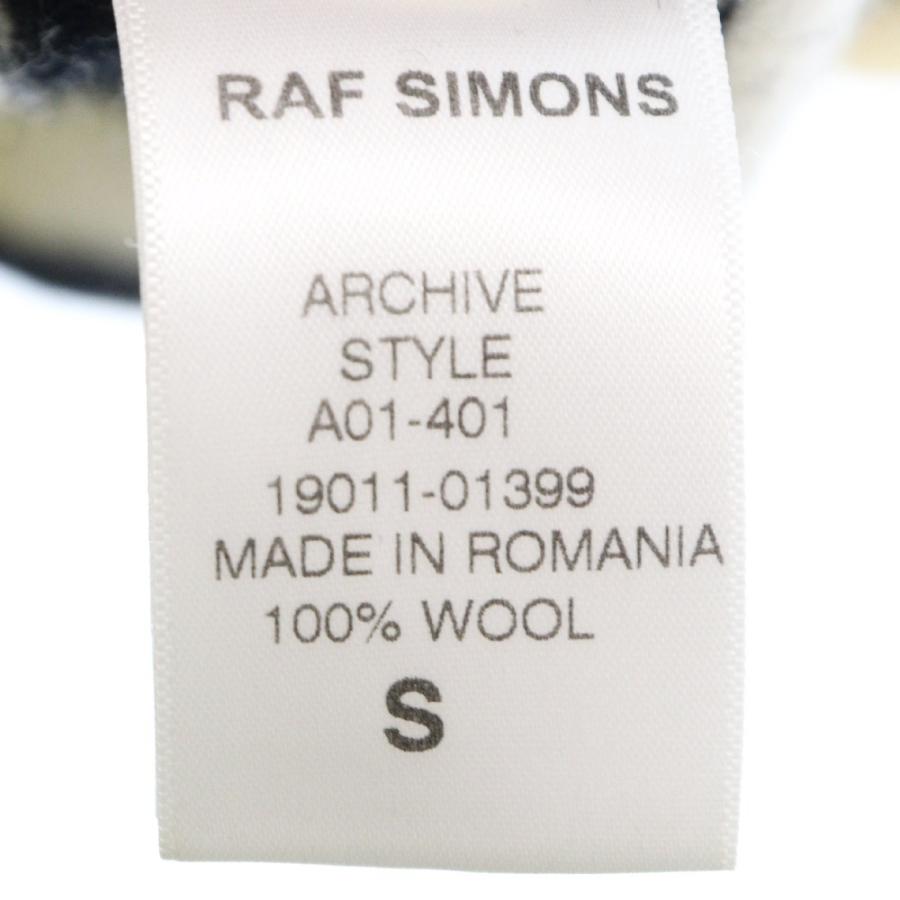 RAF SIMONS
ARCHIVE
STYLE
A01-401
19011-01399
MADE IN ROMANIA
100% WOOL
S